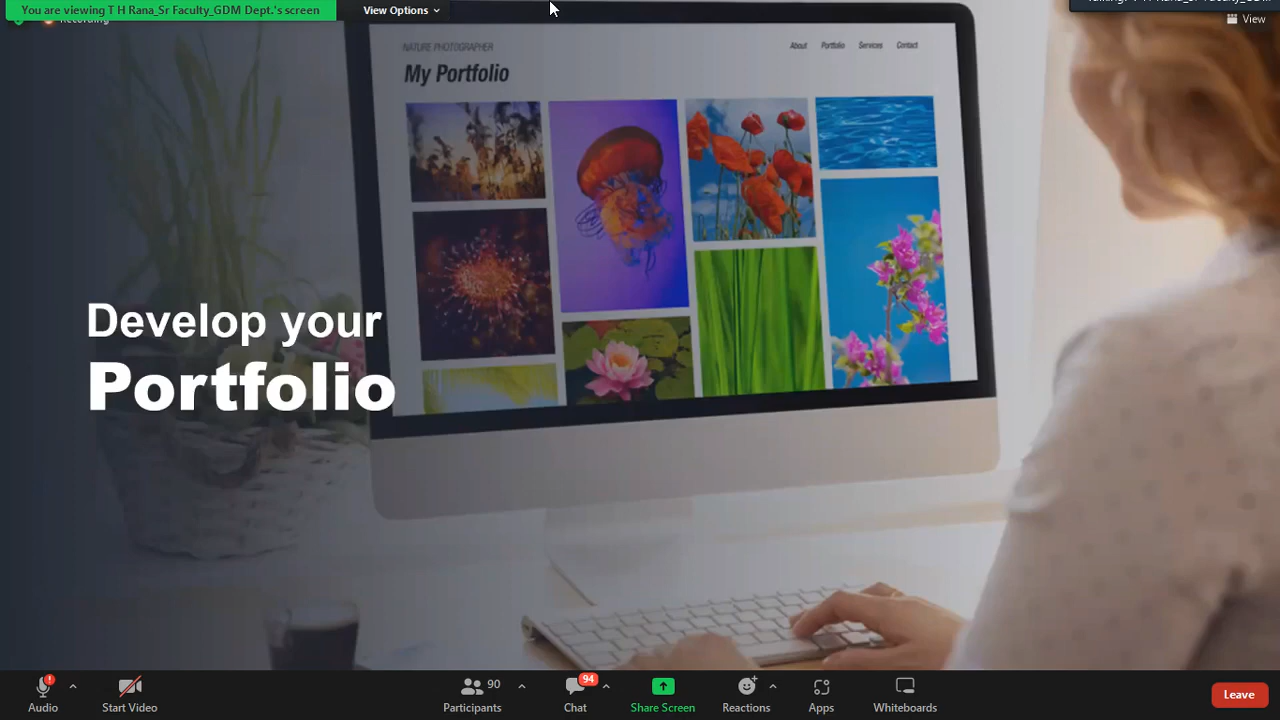 You are viewing T H Rana_Sr Faculty_GDM Dept.'s screen
View Options
Recording
View
NATURE PHOTOGRAPHER
My Portfolio
About Portfolio Services Contact
Develop your
Portfolio
Audio
Start Video
90
Participants
94
Chat
Share Screen
Reactions
Apps
Whiteboards
Leave